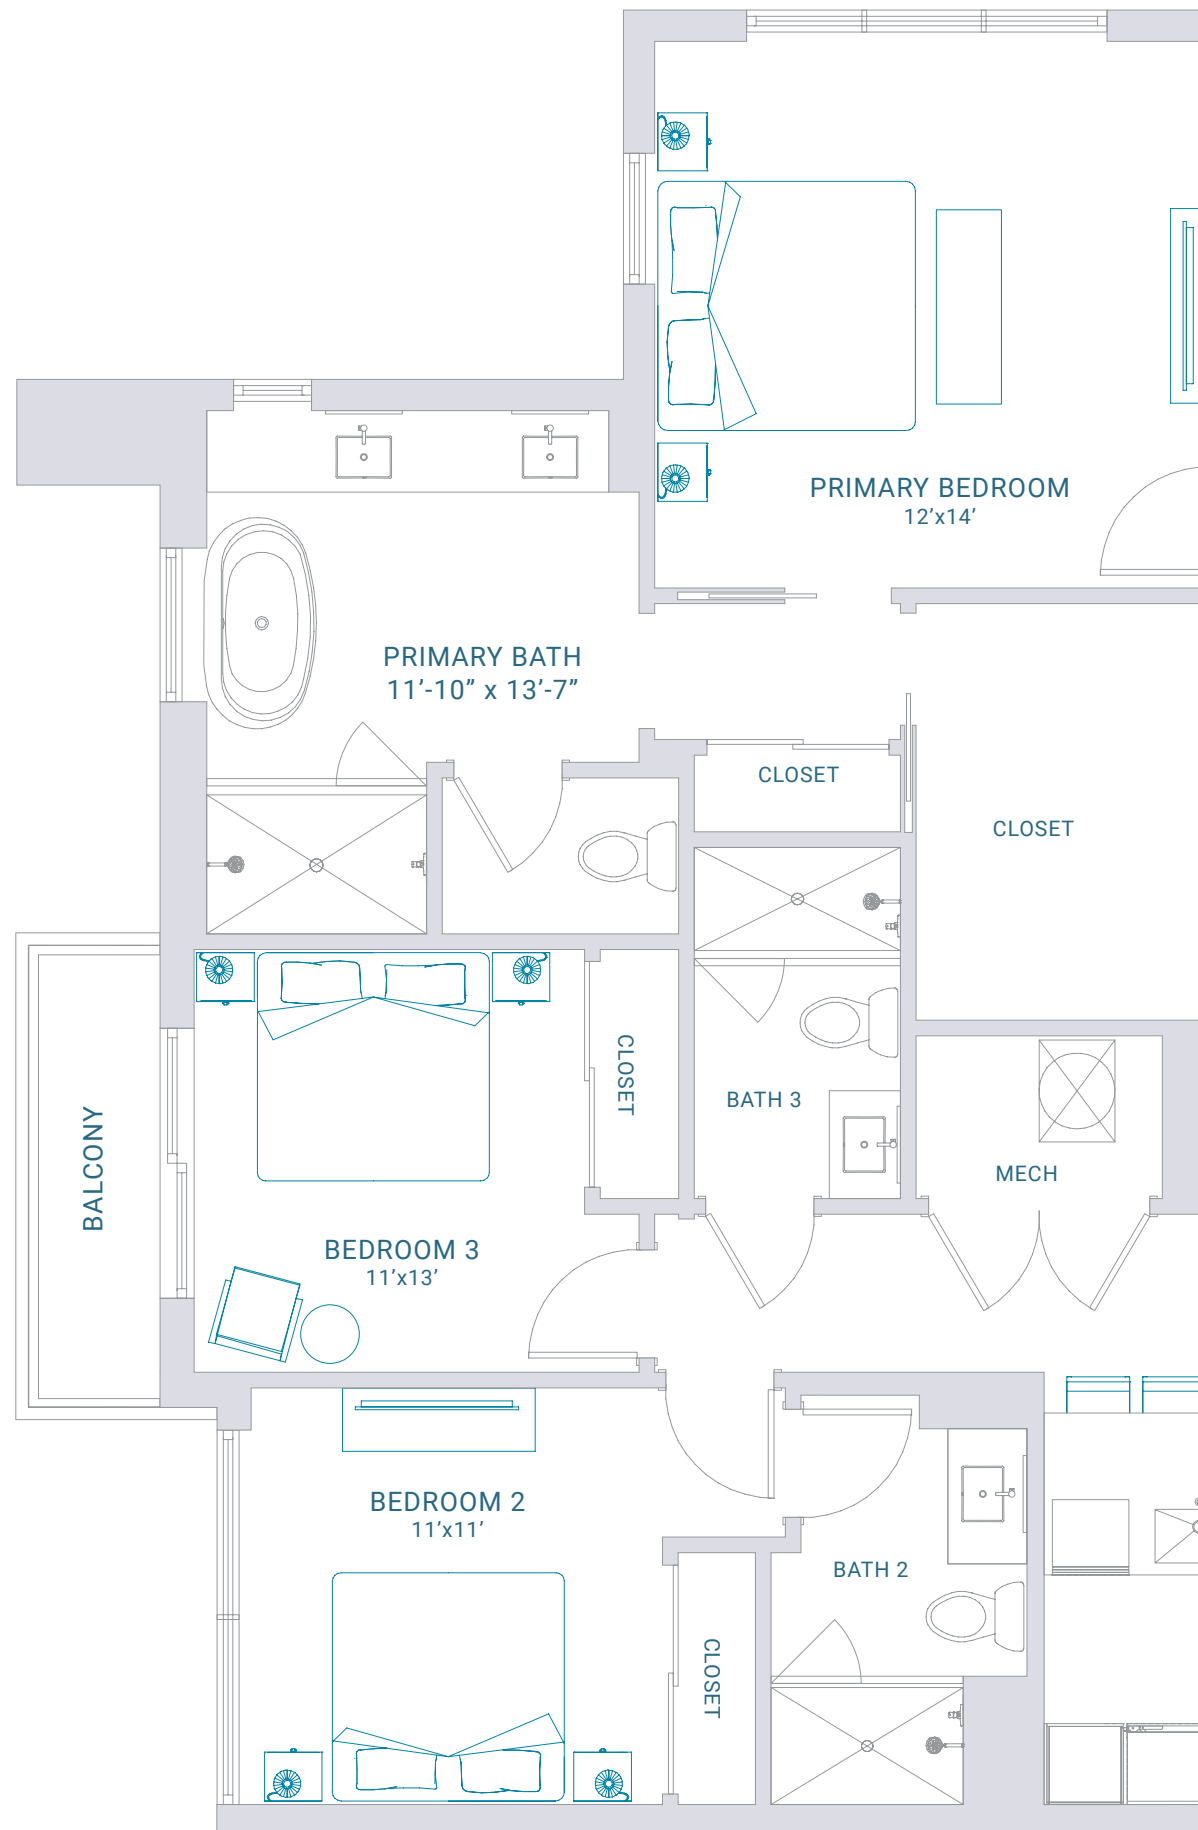 PRIMARY BEDROOM
12’x14’
PRIMARY BATH
11’-10” x 13’-7”
CLOSET
CLOSET
CLOSET
BATH 3
BALCONY
MECH
BEDROOM 3
11’x13’
BEDROOM 2
11’x11’
BATH 2
CLOSET